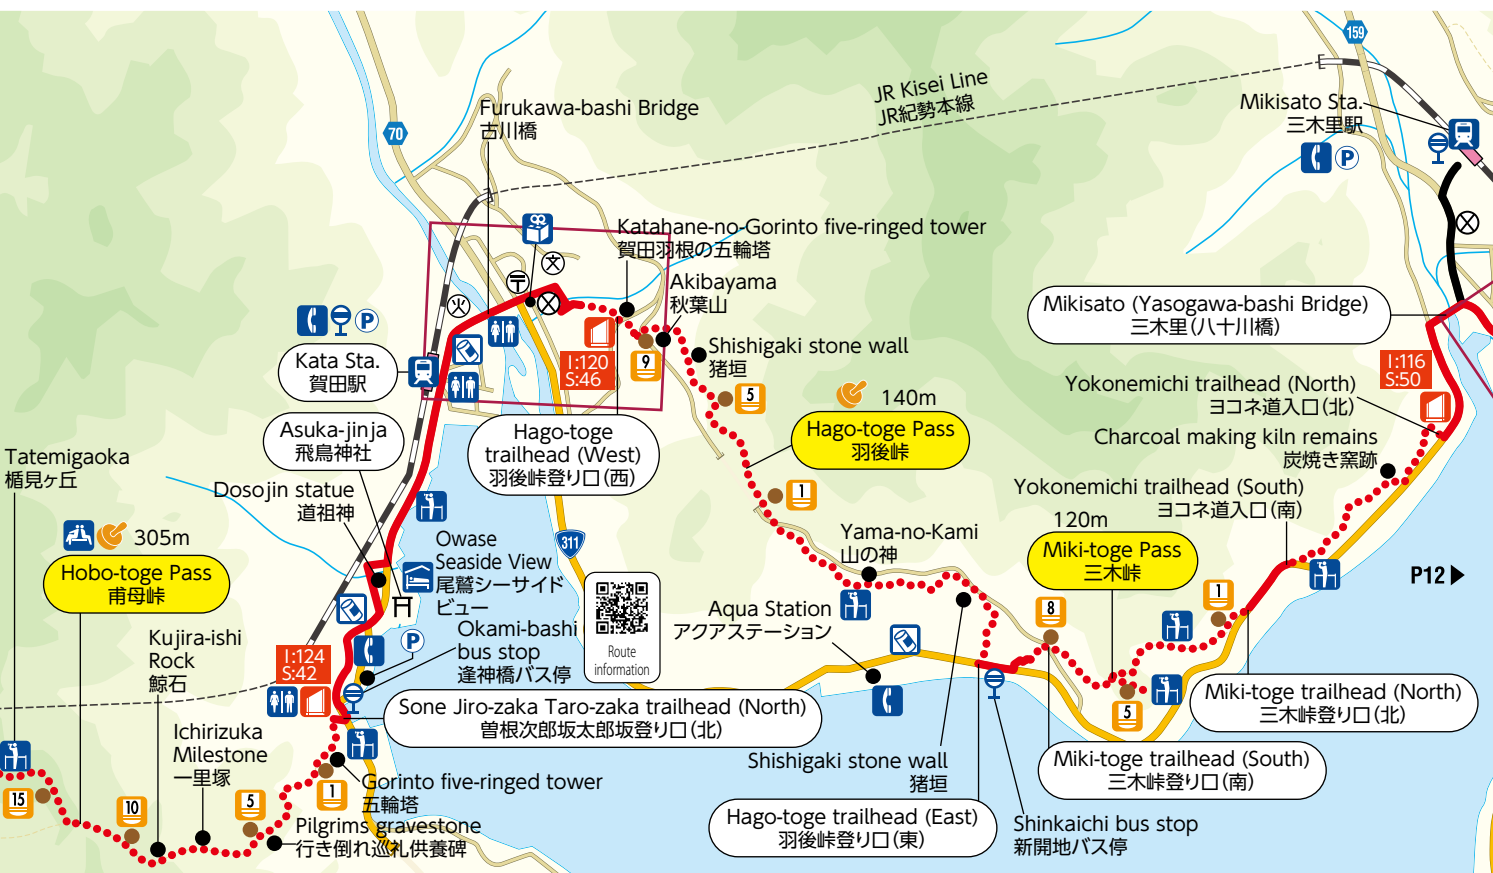 159
JR Kisei Line
JR紀勢本線
Mikisato Sta.
三木里駅
P
Furukawa-bashi Bridge
古川橋
70
Katahane-no-Gorinto five-ringed tower
賀田羽根の五輪塔
文
〒
火
Akibayama
秋葉山
Mikisato (Yasogawa-bashi Bridge)
三木里(八十川橋)
P
Kata Sta.
賀田駅
I:120
S:46
9
Shishigaki stone wall
猪垣
I:116
S:50
Yokonemichi trailhead (North)
ヨコネ道入口(北)
5
140m
Hago-toge Pass
羽後峠
Asuka-jinja
飛鳥神社
Hago-toge
trailhead (West)
羽後峠登り口(西)
Charcoal making kiln remains
炭焼き窯跡
Tatemigaoka
楯見ヶ丘
Dosojin statue
道祖神
1
Yokonemichi trailhead (South)
ヨコネ道入口(南)
305m
Hobo-toge Pass
甫母峠
Owase
Seaside View
尾鷲シーサイド
ビュー
311
Yama-no-Kami
山の神
120m
Miki-toge Pass
三木峠
P12
Route
information
Aqua Station
アクアステーション
8
1
Kujira-ishi
Rock
鯨石
P
Okami-bashi
bus stop
逢神橋バス停
I:124
S:42
Sone Jiro-zaka Taro-zaka trailhead (North)
曽根次郎坂太郎坂登り口(北)
5
Miki-toge trailhead (North)
三木峠登り口(北)
Ichirizuka
Milestone
一里塚
Shishigaki stone wall
猪垣
Miki-toge trailhead (South)
三木峠登り口(南)
Gorinto five-ringed tower
五輪塔
15
10
5
1
Pilgrims gravestone
行き倒れ巡礼供養碑
Hago-toge trailhead (East)
羽後峠登り口(東)
Shinkaichi bus stop
新開地バス停